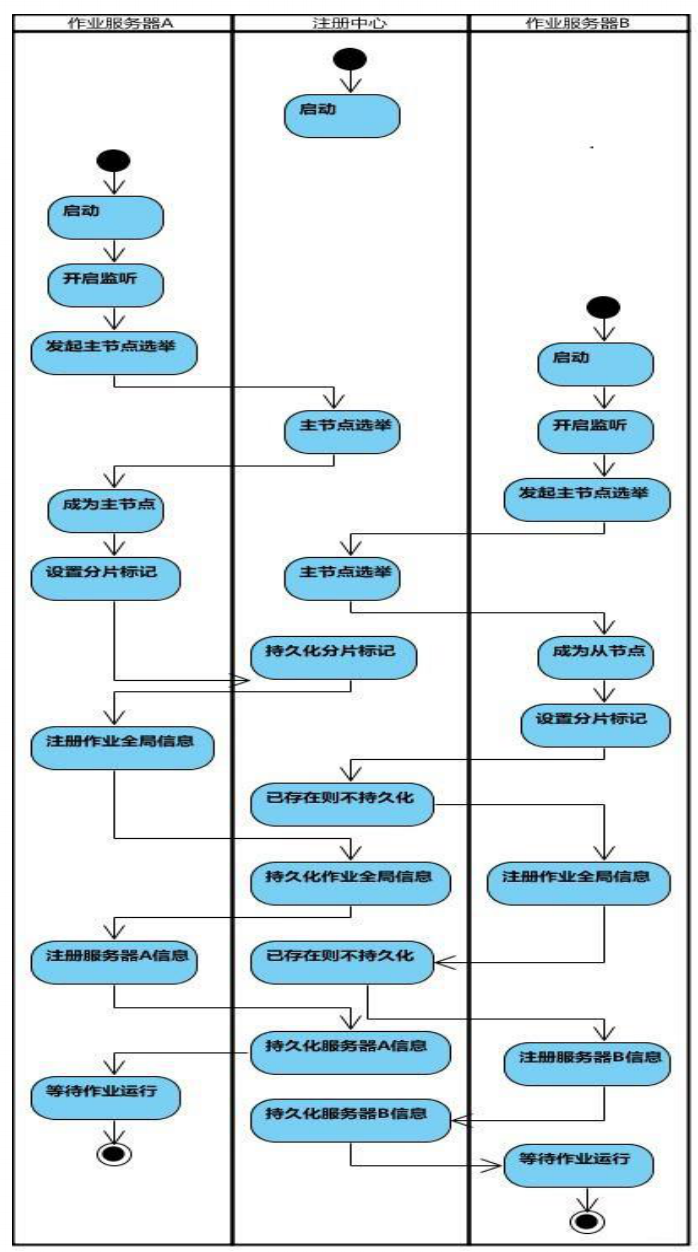 作业服务器A
注册中心
作业服务器B
启动
启动
开启监听
发起主节点选举
启动
主节点选举
开启监听
成为主节点
发起主节点选举
设置分片标记
主节点选举
持久化分片标记
成为从节点
注册作业全局信息
设置分片标记
已存在则不持久化
持久化作业全局信息
注册作业全局信息
注册服务器A信息
已存在则不持久化
持久化服务器A信息
注册服务器B信息
等待作业运行
持久化服务器B信息
等待作业运行